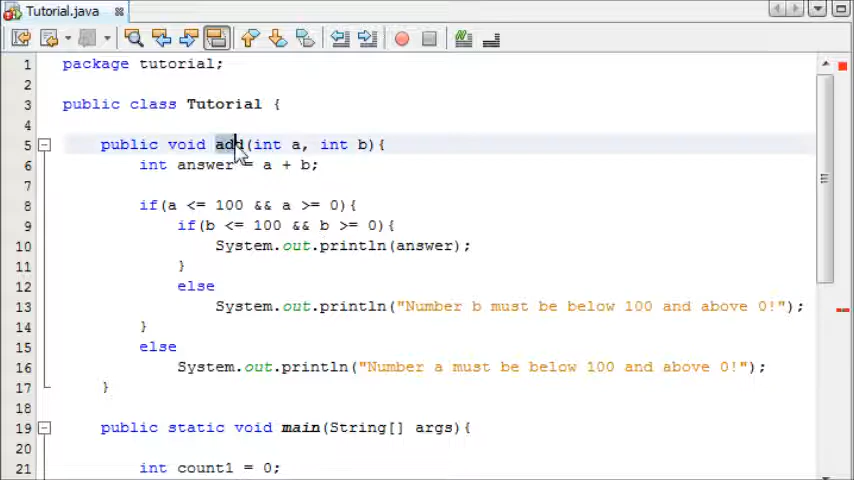 Tutorial.java
1 package tutorial;
2
3 public class Tutorial {
4
5 public void add(int a, int b){
6 int answer = a + b;
7
8 if(a <= 100 && a >= 0){
9 if(b <= 100 && b >= 0){
10 System.out.println(answer);
11 }
12 else
13 System.out.println("Number b must be below 100 and above 0!");
14 }
15 else
16 System.out.println("Number a must be below 100 and above 0!");
17 }
18
19 public static void main(String[] args){
20
21 int count1 = 0;